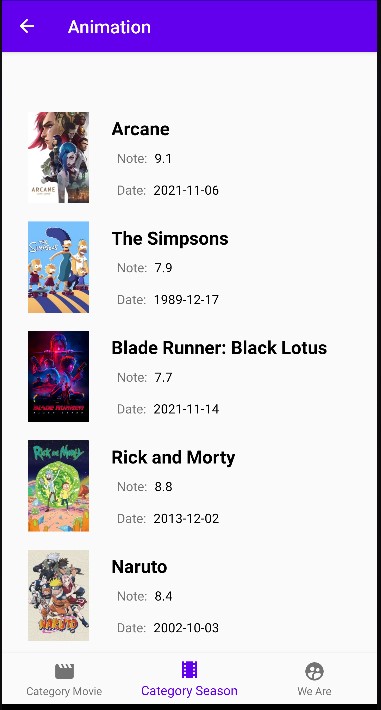 Animation
ARCANE
Arcane
Note: 9.1
Date: 2021-11-06
The Simpsons
The Simpsons
Note: 7.9
Date: 1989-12-17
Blade Runner: Black Lotus
Note: 7.7
Date: 2021-11-14
Rick and Morty
Rick and Morty
Note: 8.8
Date: 2013-12-02
NARUTO
Naruto
Note: 8.4
Date: 2002-10-03
Category Movie
Category Season
We Are